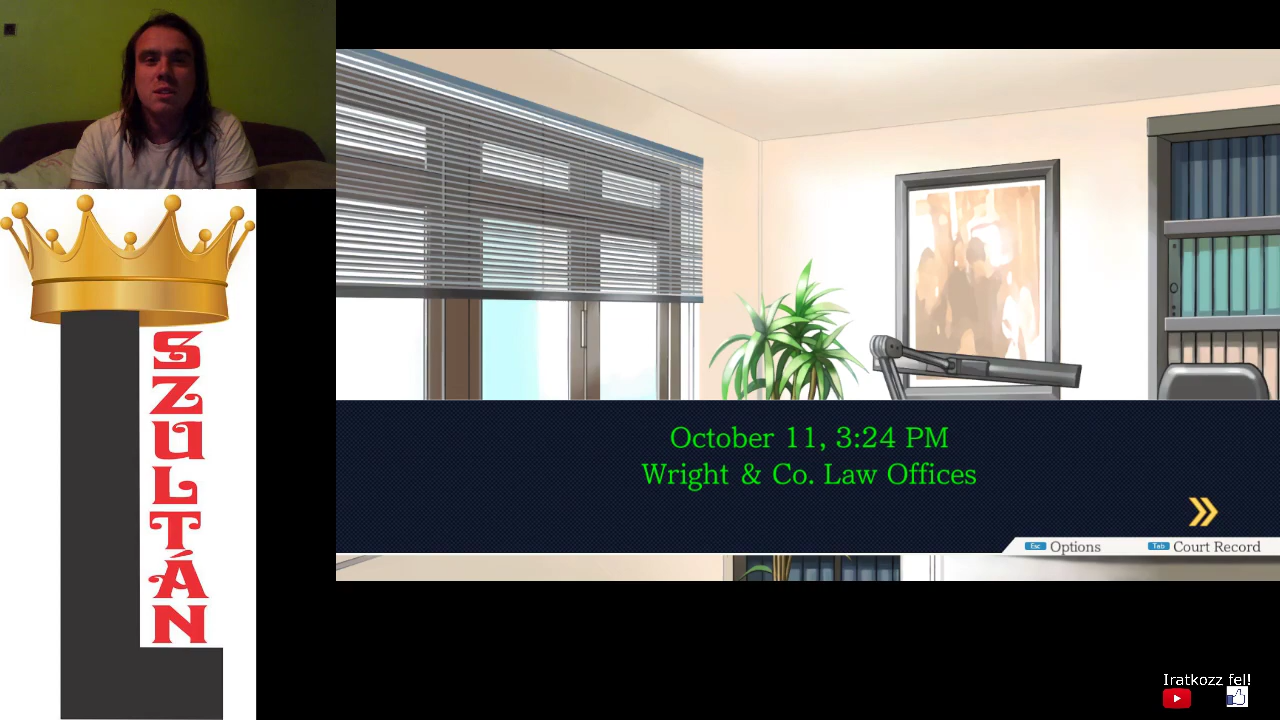 SZULTÁN
L
October 11, 3:24 PM
Wright & Co. Law Offices
Esc Options
Tab Court Record
Iratkozz fel!